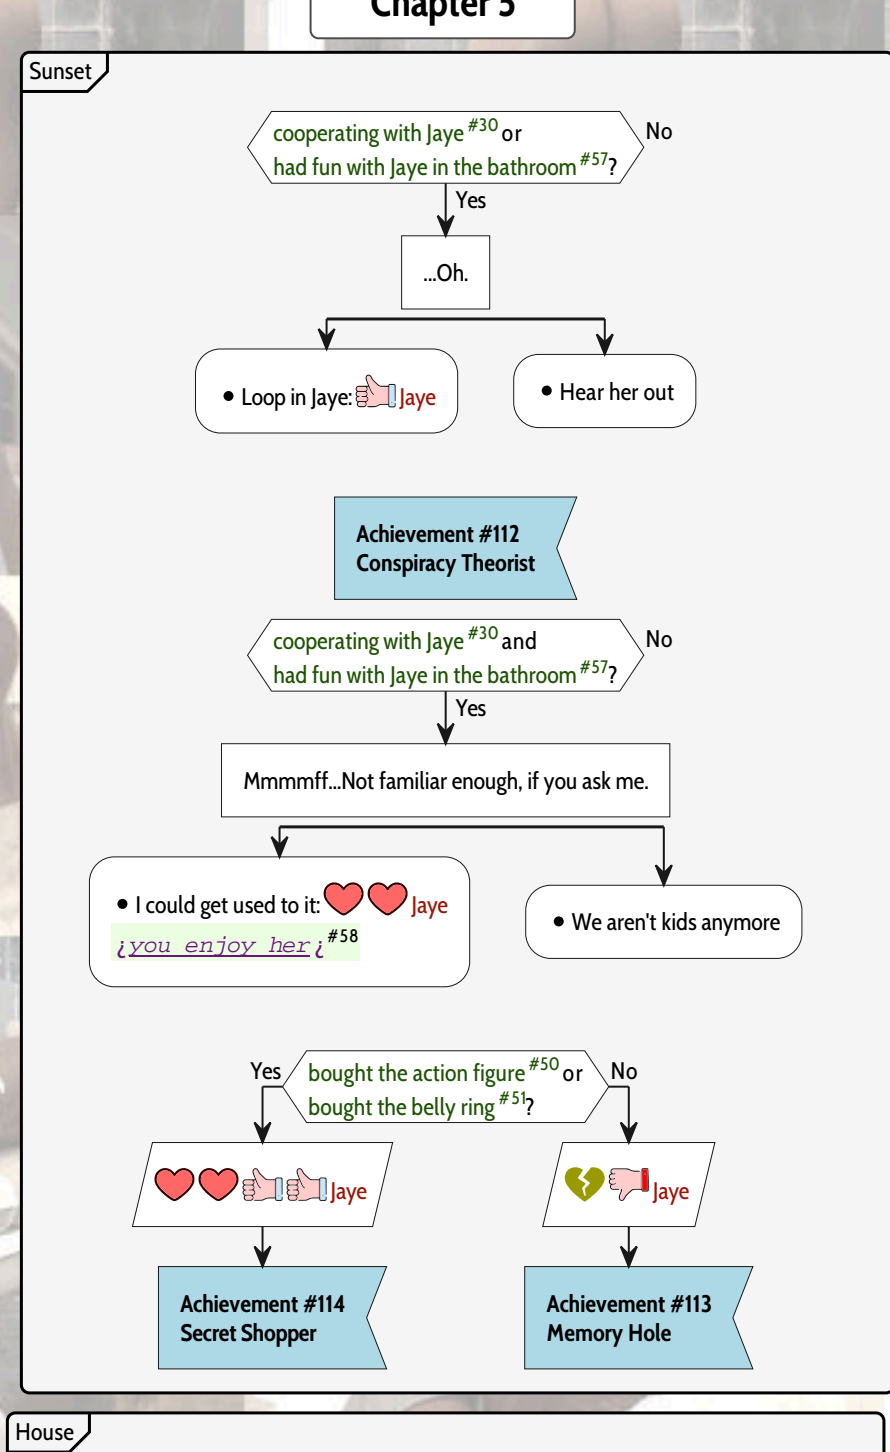 Chapter 5
Sunset
cooperating with Jaye #30 or
had fun with Jaye in the bathroom #57?
No
Yes
...Oh.
• Loop in Jaye: Jaye
• Hear her out
Achievement #112
Conspiracy Theorist
cooperating with Jaye #30 and
had fun with Jaye in the bathroom #57?
No
Yes
Mmmmff...Not familiar enough, if you ask me.
• I could get used to it: Jaye
¿you enjoy her¿ #58
• We aren't kids anymore
Yes
bought the action figure #50 or
bought the belly ring #51?
No
Jaye
Jaye
Achievement #114
Secret Shopper
Achievement #113
Memory Hole
House